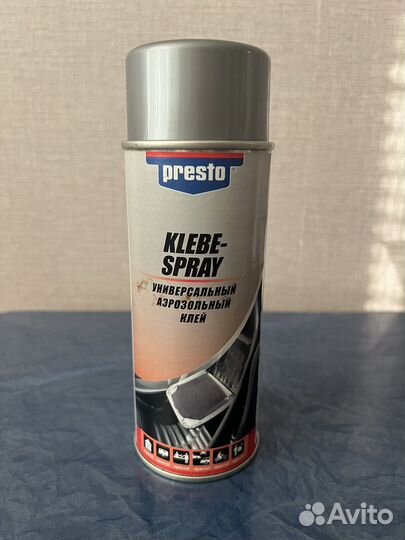 presto
KLEBE-
SPRAY
УНИВЕРСАЛЬНЫЙ
АЭРОЗОЛЬНЫЙ
КЛЕЙ
Avito